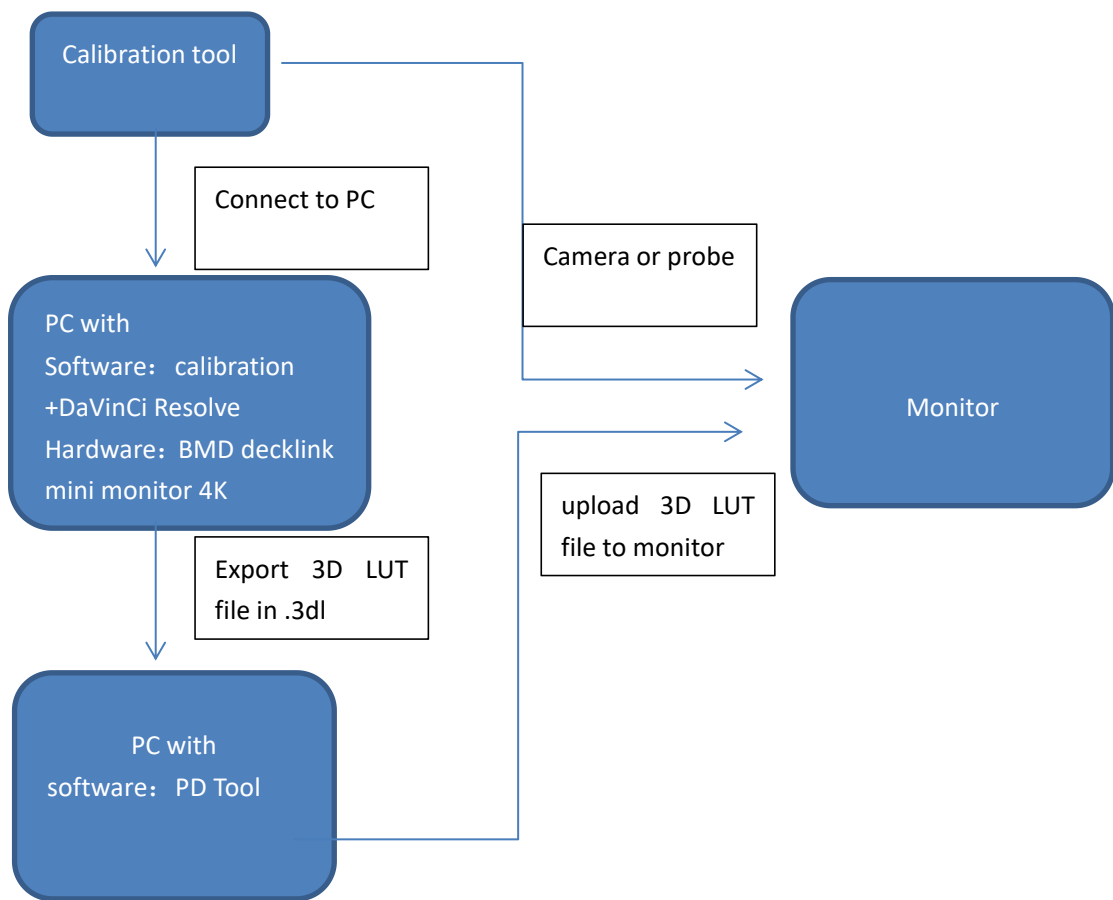 Calibration tool
Connect to PC
Camera or probe
PC with
Software：calibration
+DaVinCi Resolve
Hardware：BMD decklink
mini monitor 4K
Monitor
upload 3D LUT
file to monitor
Export 3D LUT
file in .3dl
PC with
software：PD Tool